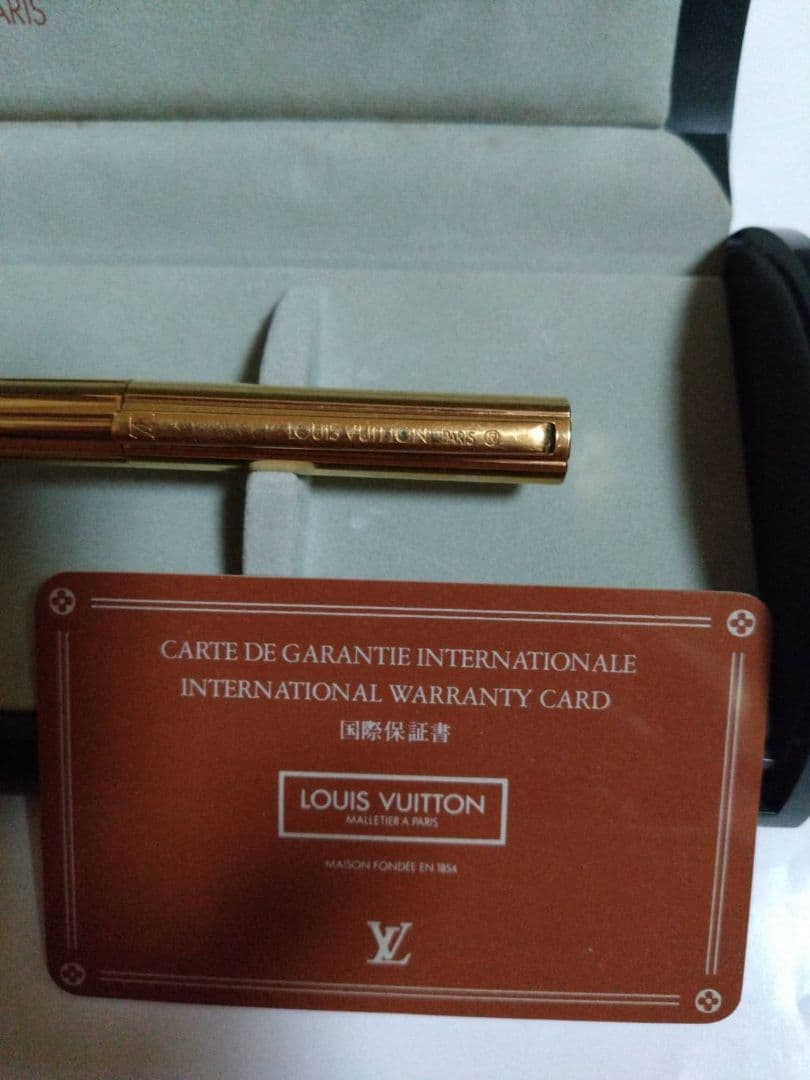 PARIS
LOUIS VUITTON PARIS ®
CARTE DE GARANTIE INTERNATIONALE
INTERNATIONAL WARRANTY CARD
国際保証書
LOUIS VUITTON
MALLETIER A PARIS
MAISON FONDÉE EN 1854
LV